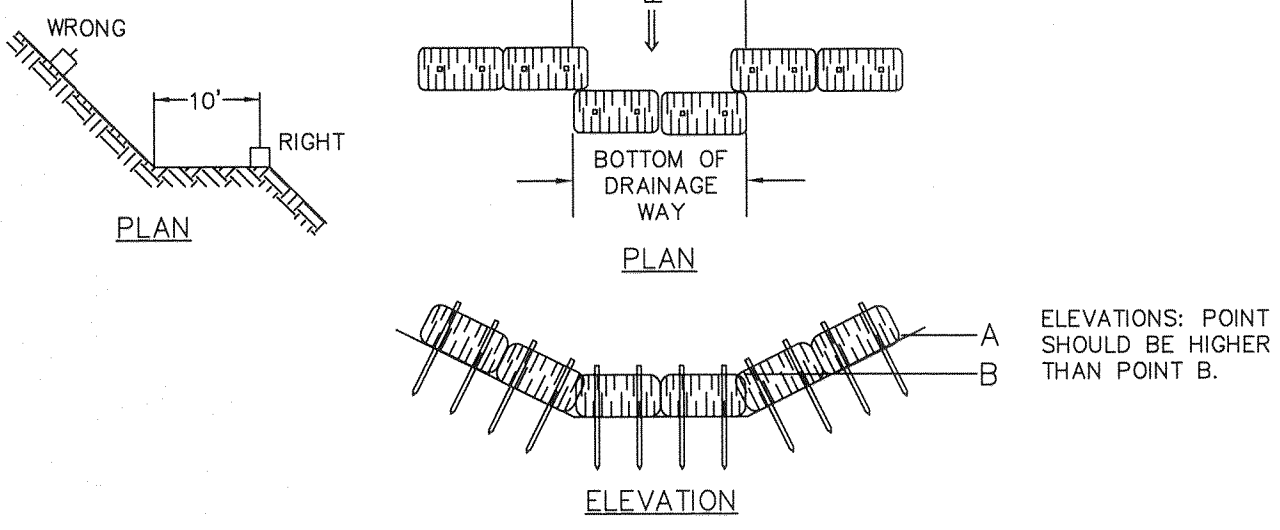 WRONG
10'
RIGHT
PLAN
BOTTOM OF
DRAINAGE
WAY
PLAN
A
B
ELEVATIONS: POINT
SHOULD BE HIGHER
THAN POINT B.
ELEVATION